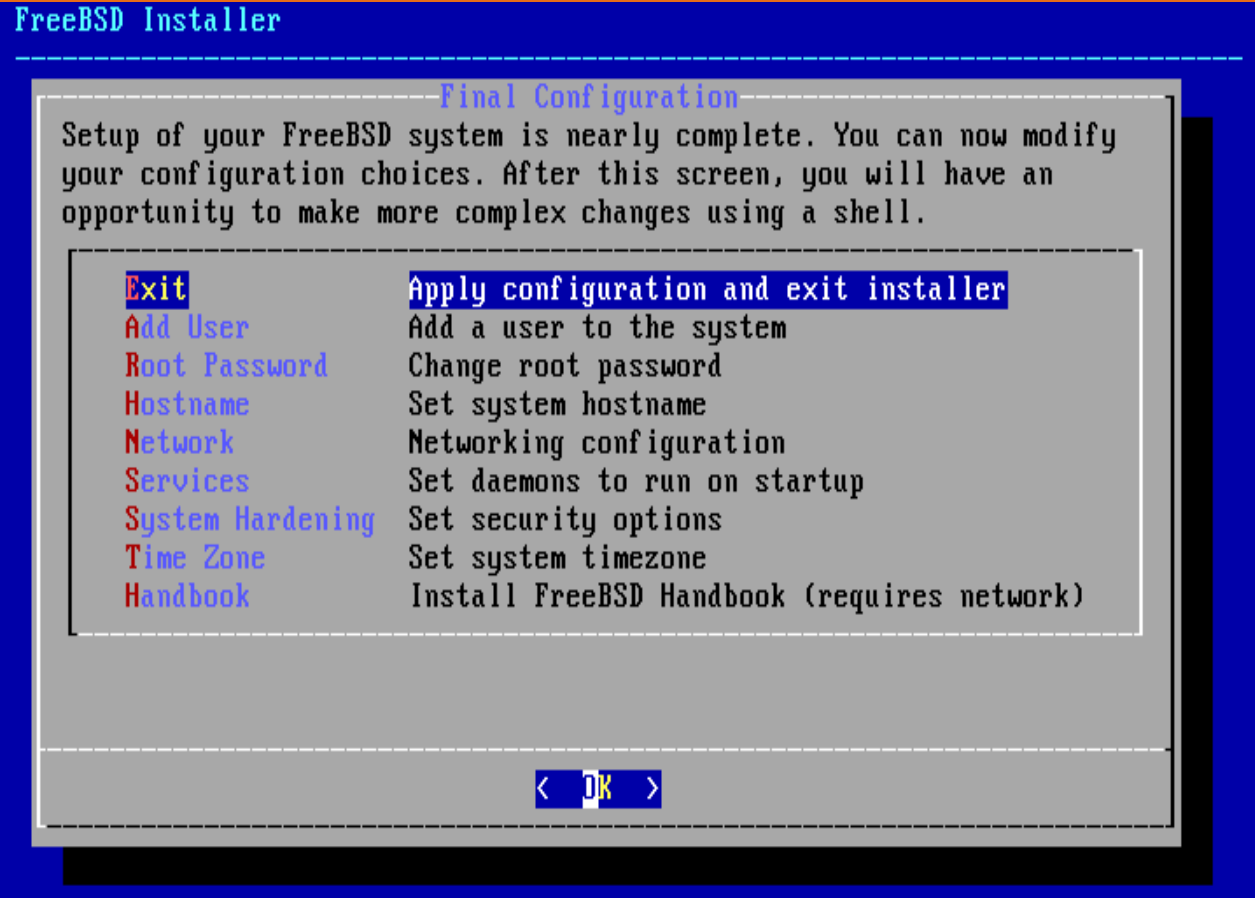 FreeBSD Installer
Final Configuration
Setup of your FreeBSD system is nearly complete. You can now modify
your configuration choices. After this screen, you will have an
opportunity to make more complex changes using a shell.
Exit Apply configuration and exit installer
Add User Add a user to the system
Root Password Change root password
Hostname Set system hostname
Network Networking configuration
Services Set daemons to run on startup
System Hardening Set security options
Time Zone Set system timezone
Handbook Install FreeBSD Handbook (requires network)
< OK >